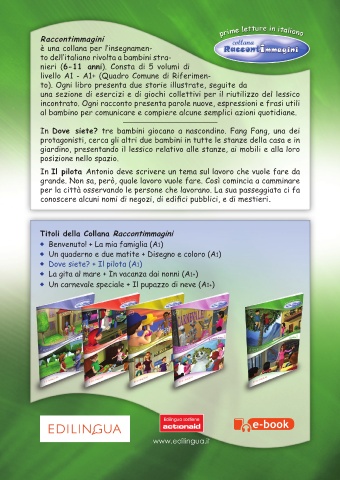 prime letture in italiano
collana
Raccontimmagini
Raccontimmagini
è una collana per l'insegnamen-
to dell'italiano rivolta a bambini stra-
nieri (6-11 anni). Consta di 5 volumi di
livello A1 - A1+ (Quadro Comune di Riferimen-
to). Ogni libro presenta due storie illustrate, seguite da
una sezione di esercizi e di giochi collettivi per il riutilizzo del lessico
incontrato. Ogni racconto presenta parole nuove, espressioni e frasi utili
al bambino per comunicare e compiere alcune semplici azioni quotidiane.
In Dove siete? tre bambini giocano a nascondino. Fang Fang, una dei
protagonisti, cerca gli altri due bambini in tutte le stanze della casa e in
giardino, presentando il lessico relativo alle stanze, ai mobili e alla loro
posizione nello spazio.
In Il pilota Antonio deve scrivere un tema sul lavoro che vuole fare da
grande. Non sa, però, quale lavoro vuole fare. Così comincia a camminare
per la città osservando le persone che lavorano. La sua passeggiata ci fa
conoscere alcuni nomi di negozi, di edifici pubblici, e di mestieri.
Titoli della Collana Raccontimmagini
◆ Benvenuto! + La mia famiglia (A1)
◆ Un quaderno e due matite + Disegno e coloro (A1)
◆ Dove siete? + Il pilota (A1)
◆ La gita al mare + In vacanza dai nonni (A1+)
◆ Un carnevale speciale + Il pupazzo di neve (A1+)
CARNEVALE
EDILINGUA
Edilingua sostiene
actionaid
www.edilingua.it
e-book